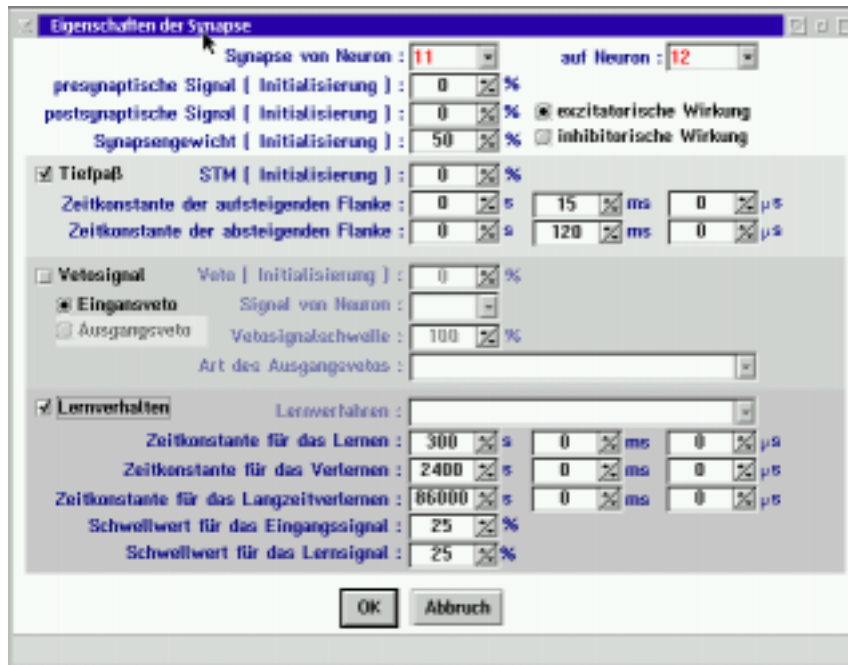 Eigenschaften der Synapse
Synapse von Neuron : 11 auf Neuron : 12
presynaptische Signal [ Initialisierung ] : 0 %
postsynaptische Signal [ Initialisierung ] : 0 % exzitatorische Wirkung
Synapsengewicht [ Initialisierung ] : 50 % inhibitorische Wirkung
Tiefpaß STM [ Initialisierung ] : 0 %
Zeitkonstante der aufsteigenden Flanke : 0 s 15 ms 0 µs
Zeitkonstante der absteigenden Flanke : 0 s 120 ms 0 µs
Vetosignal Veto [ Initialisierung ] : 0 %
Eingansveto Signal von Neuron :
Ausgangsveto Vetosignalschwelle : 100 %
Art des Ausgangsvetos :
Lernverhalten Lernverfahren :
Zeitkonstante für das Lernen : 300 s 0 ms 0 µs
Zeitkonstante für das Verlernen : 2400 s 0 ms 0 µs
Zeitkonstante für das Langzeitverlernen : 86000 s 0 ms 0 µs
Schwellwert für das Eingangssignal : 25 %
Schwellwert für das Lernsignal : 25 %
OK Abbruch